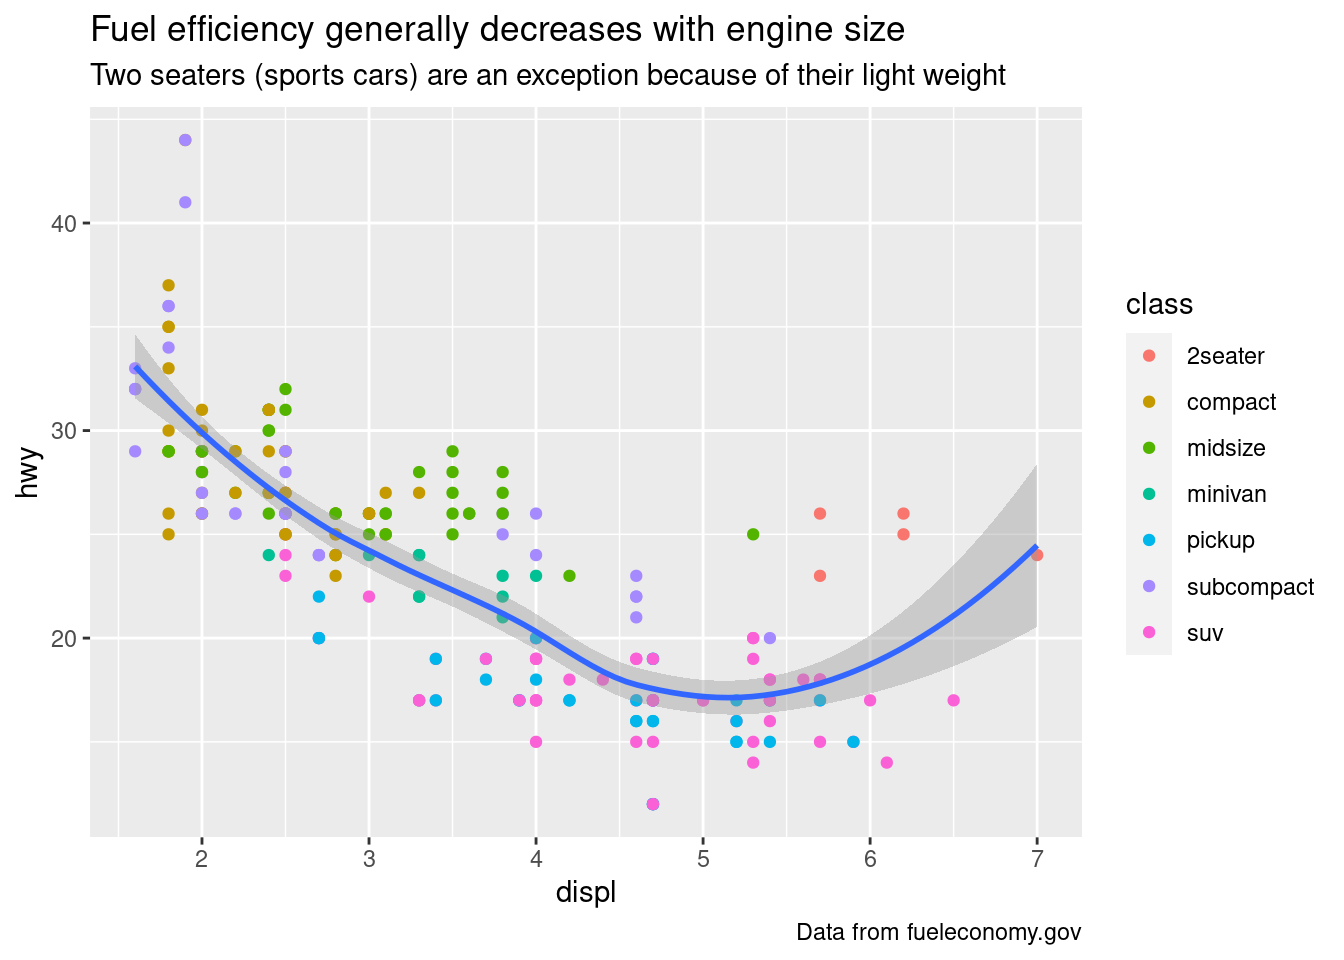 Fuel efficiency generally decreases with engine size
Two seaters (sports cars) are an exception because of their light weight
hwy
40
30
20
2 3 4 5 6 7
displ
class
2seater
compact
midsize
minivan
pickup
subcompact
suv
Data from fueleconomy.gov